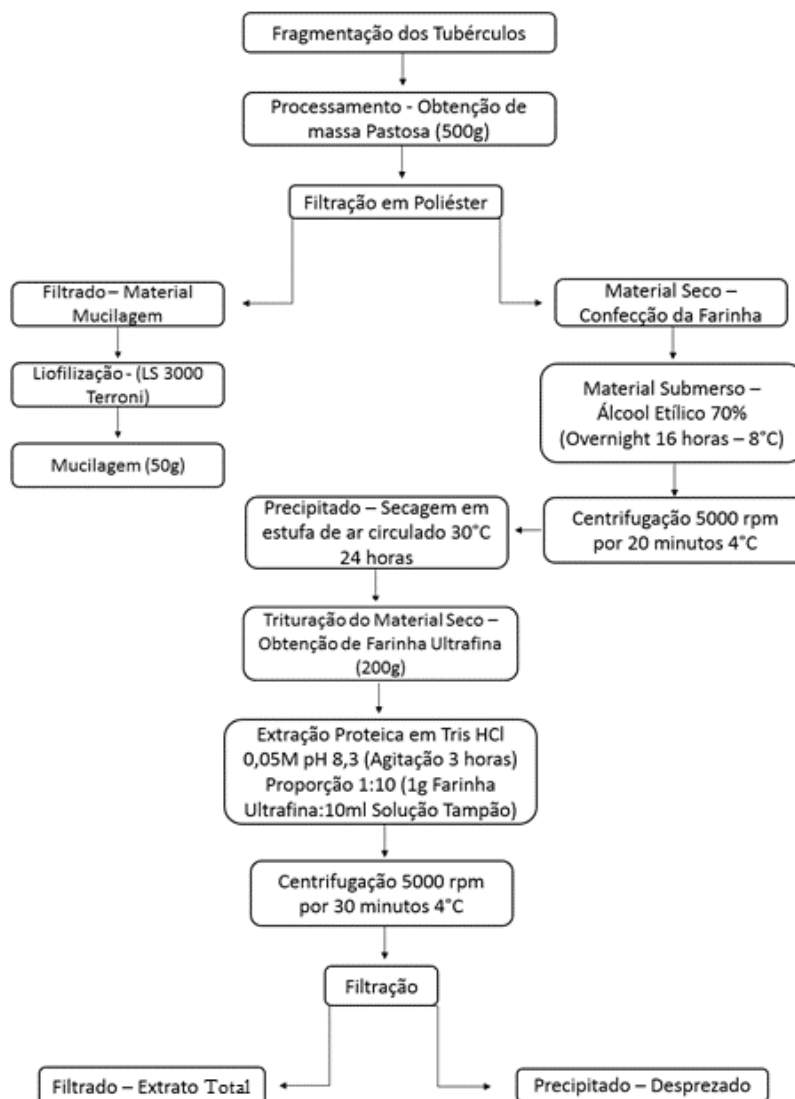 Fragmentação dos Tubérculos
Processamento - Obtenção de
massa Pastosa (500g)
Filtração em Poliéster
Filtrado – Material
Mucilagem
Material Seco –
Confecção da Farinha
Liofilização - (LS 3000
Terroni)
Material Submerso –
Álcool Etílico 70%
(Overnight 16 horas – 8°C)
Mucilagem (50g)
Precipitado – Secagem em
estufa de ar circulado 30°C
24 horas
Centrifugação 5000 rpm
por 20 minutos 4°C
Trituração do Material Seco –
Obtenção de Farinha Ultrafina
(200g)
Extração Proteica em Tris HCl
0,05M pH 8,3 (Agitação 3 horas)
Proporção 1:10 (1g Farinha
Ultrafina:10ml Solução Tampão)
Centrifugação 5000 rpm
por 30 minutos 4°C
Filtração
Filtrado – Extrato Total
Precipitado – Desprezado